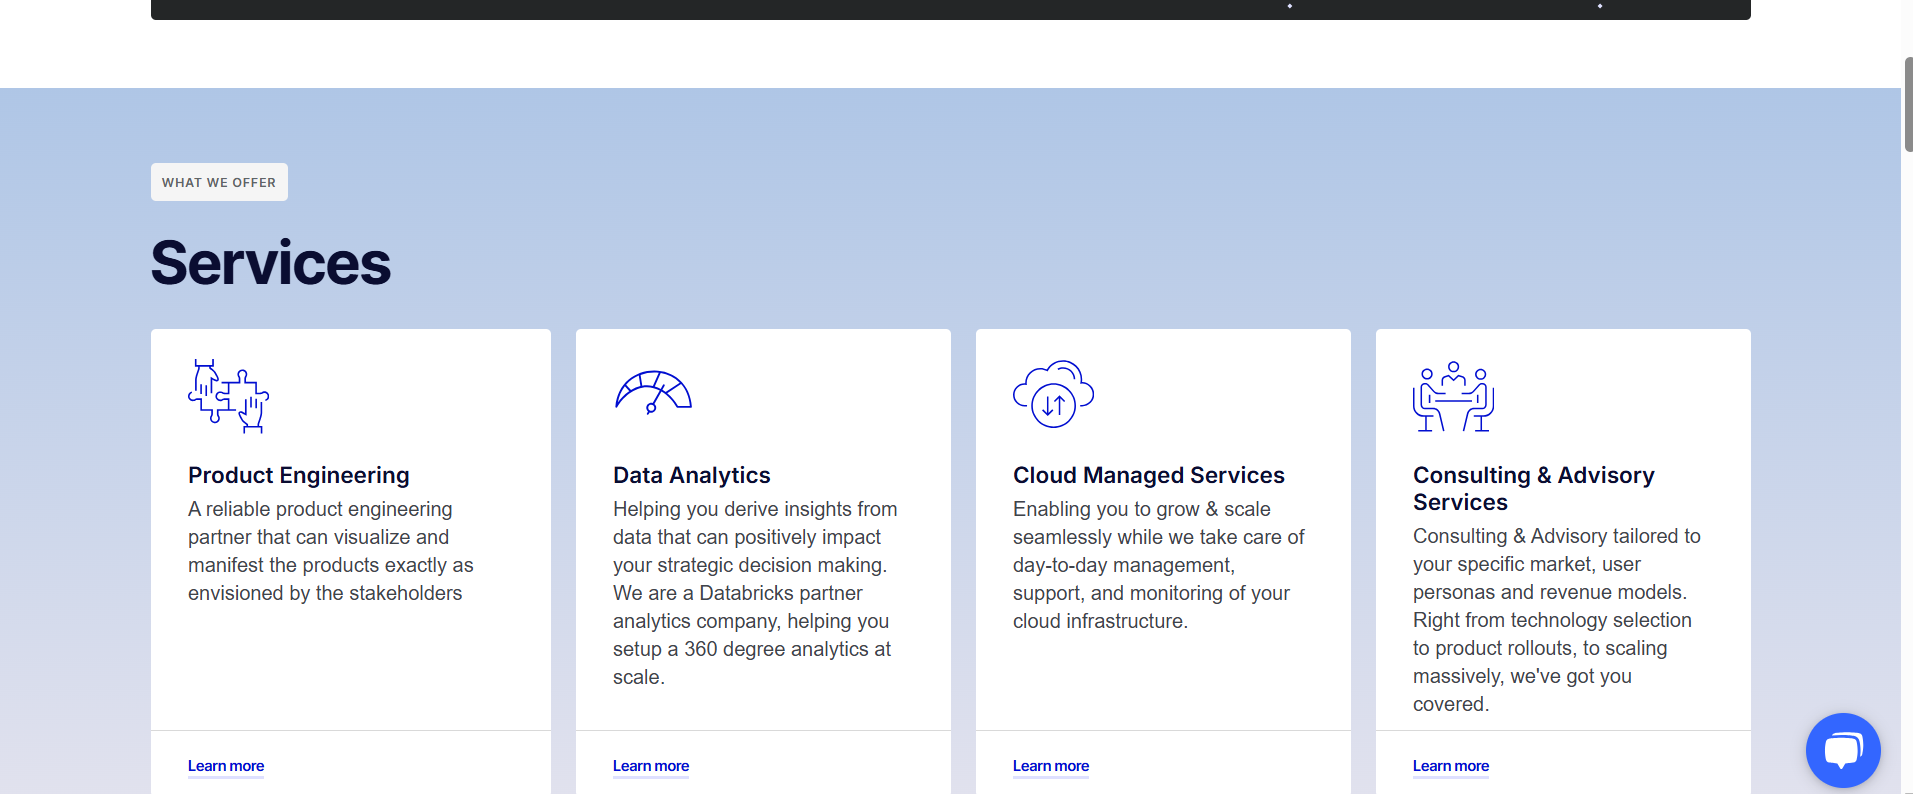 WHAT WE OFFER
Services
Product Engineering
A reliable product engineering
partner that can visualize and
manifest the products exactly as
envisioned by the stakeholders
Learn more
Data Analytics
Helping you derive insights from
data that can positively impact
your strategic decision making.
We are a Databricks partner
analytics company, helping you
setup a 360 degree analytics at
scale.
Learn more
Cloud Managed Services
Enabling you to grow & scale
seamlessly while we take care of
day-to-day management,
support, and monitoring of your
cloud infrastructure.
Learn more
Consulting & Advisory
Services
Consulting & Advisory tailored to
your specific market, user
personas and revenue models.
Right from technology selection
to product rollouts, to scaling
massively, we've got you
covered.
Learn more